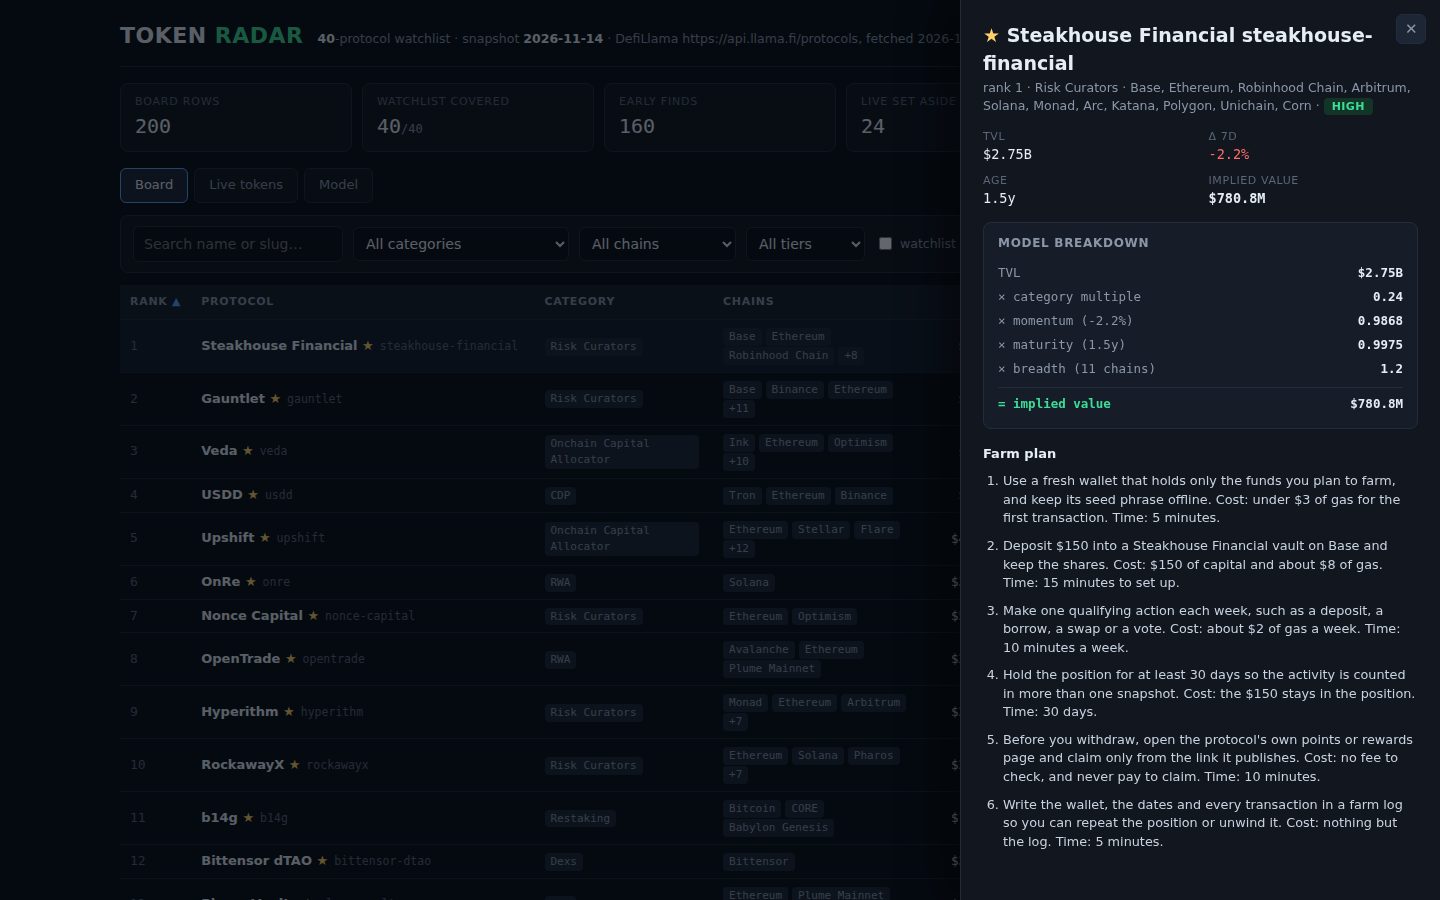 TOKEN RADAR 40-protocol watchlist · snapshot 2026-11-14 · DefiLlama https://api.llama.fi/protocols, fetched 2026-1
BOARD ROWS
200
WATCHLIST COVERED
40/40
EARLY FINDS
160
LIVE SET ASIDE
24
Board
Live tokens
Model
Search name or slug...
All categories
All chains
All tiers
watchlist
RANK ▲ PROTOCOL CATEGORY CHAINS
1 Steakhouse Financial ★ steakhouse-financial Risk Curators Base Ethereum
Robinhood Chain +8
2 Gauntlet ★ gauntlet Risk Curators Base Binance Ethereum
+11
3 Veda ★ veda Onchain Capital Allocator Ink Ethereum Optimism
+10
4 USDD ★ usdd CDP Tron Ethereum Binance
5 Upshift ★ upshift Onchain Capital Allocator Ethereum Stellar Flare
+12
6 OnRe ★ onre RWA Solana
7 Nonce Capital ★ nonce-capital Risk Curators Ethereum Optimism
8 OpenTrade ★ opentrade RWA Avalanche Ethereum
Plume Mainnet
9 Hyperithm ★ hyperithm Risk Curators Monad Ethereum Arbitrum
+7
10 RockawayX ★ rockawayx Risk Curators Ethereum Solana Pharos
+7
11 b14g ★ b14g Restaking Bitcoin CORE
Babylon Genesis
12 Bittensor dTAO ★ bittensor-dtao Dexs Bittensor
Ethereum Plume Mainnet
✕
★ Steakhouse Financial steakhouse-
financial
rank 1 · Risk Curators · Base, Ethereum, Robinhood Chain, Arbitrum,
Solana, Monad, Arc, Katana, Polygon, Unichain, Corn · HIGH
TVL
$2.75B
Δ 7D
-2.2%
AGE
1.5y
IMPLIED VALUE
$780.8M
MODEL BREAKDOWN
TVL $2.75B
× category multiple 0.24
× momentum (-2.2%) 0.9868
× maturity (1.5y) 0.9975
× breadth (11 chains) 1.2
= implied value $780.8M
Farm plan
1. Use a fresh wallet that holds only the funds you plan to farm,
and keep its seed phrase offline. Cost: under $3 of gas for the
first transaction. Time: 5 minutes.
2. Deposit $150 into a Steakhouse Financial vault on Base and
keep the shares. Cost: $150 of capital and about $8 of gas.
Time: 15 minutes to set up.
3. Make one qualifying action each week, such as a deposit, a
borrow, a swap or a vote. Cost: about $2 of gas a week. Time:
10 minutes a week.
4. Hold the position for at least 30 days so the activity is counted
in more than one snapshot. Cost: the $150 stays in the position.
Time: 30 days.
5. Before you withdraw, open the protocol's own points or rewards
page and claim only from the link it publishes. Cost: no fee to
check, and never pay to claim. Time: 10 minutes.
6. Write the wallet, the dates and every transaction in a farm log
so you can repeat the position or unwind it. Cost: nothing but
the log. Time: 5 minutes.